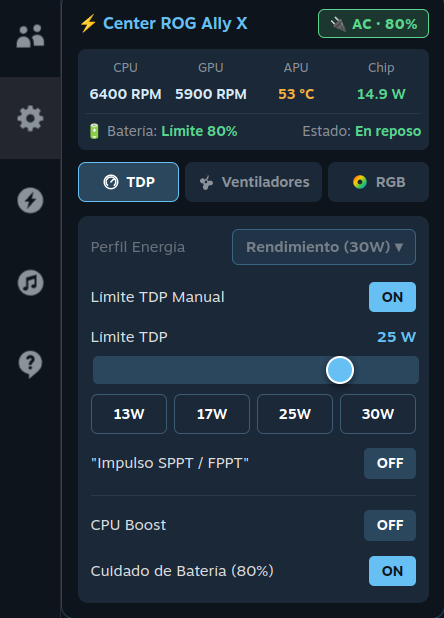 ⚡ Center ROG Ally X
🔌 AC · 80%
CPU GPU APU Chip
6400 RPM 5900 RPM 53 °C 14.9 W
🔋 Batería: Límite 80% Estado: En reposo
TDP Ventiladores RGB
Perfil Energía Rendimiento (30W) ▾
Límite TDP Manual ON
Límite TDP 25 W
13W 17W 25W 30W
"Impulso SPPT / FPPT" OFF
CPU Boost OFF
Cuidado de Batería (80%) ON